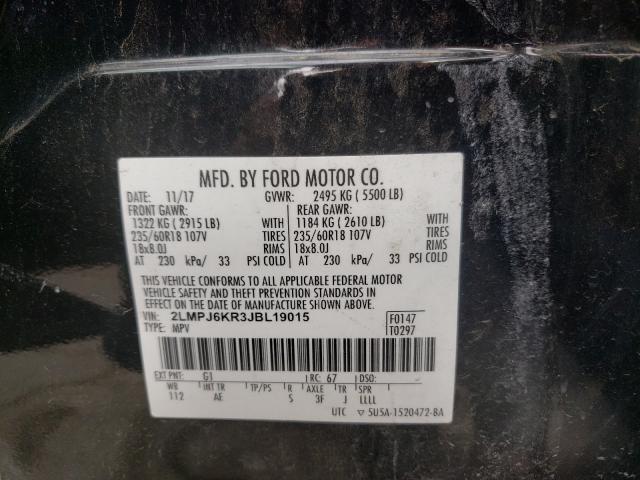 MFD. BY FORD MOTOR CO.
DATE: 11/17 GVWR: 2495 KG ( 5500 LB)
FRONT GAWR: REAR GAWR:
1322 KG ( 2915 LB) WITH 1184 KG ( 2610 LB) WITH
235/60R18 107V TIRES 235/60R18 107V TIRES
18x8.0J RIMS 18x8.0J RIMS
AT 230 kPa/ 33 PSI COLD AT 230 kPa/ 33 PSI COLD
THIS VEHICLE CONFORMS TO ALL APPLICABLE FEDERAL MOTOR
VEHICLE SAFETY AND THEFT PREVENTION STANDARDS IN
EFFECT ON THE DATE OF MANUFACTURE SHOWN ABOVE.
VIN: 2LMPJ6KR3JBL19015 F0147
TYPE: MPV T0297
EXT PNT: G1 RC: 67 DSO:
WB INT TR TP/PS R AXLE TR SPR
112 AE S 3F J LLLL
UTC ▽ 5U5A-1520472-BA